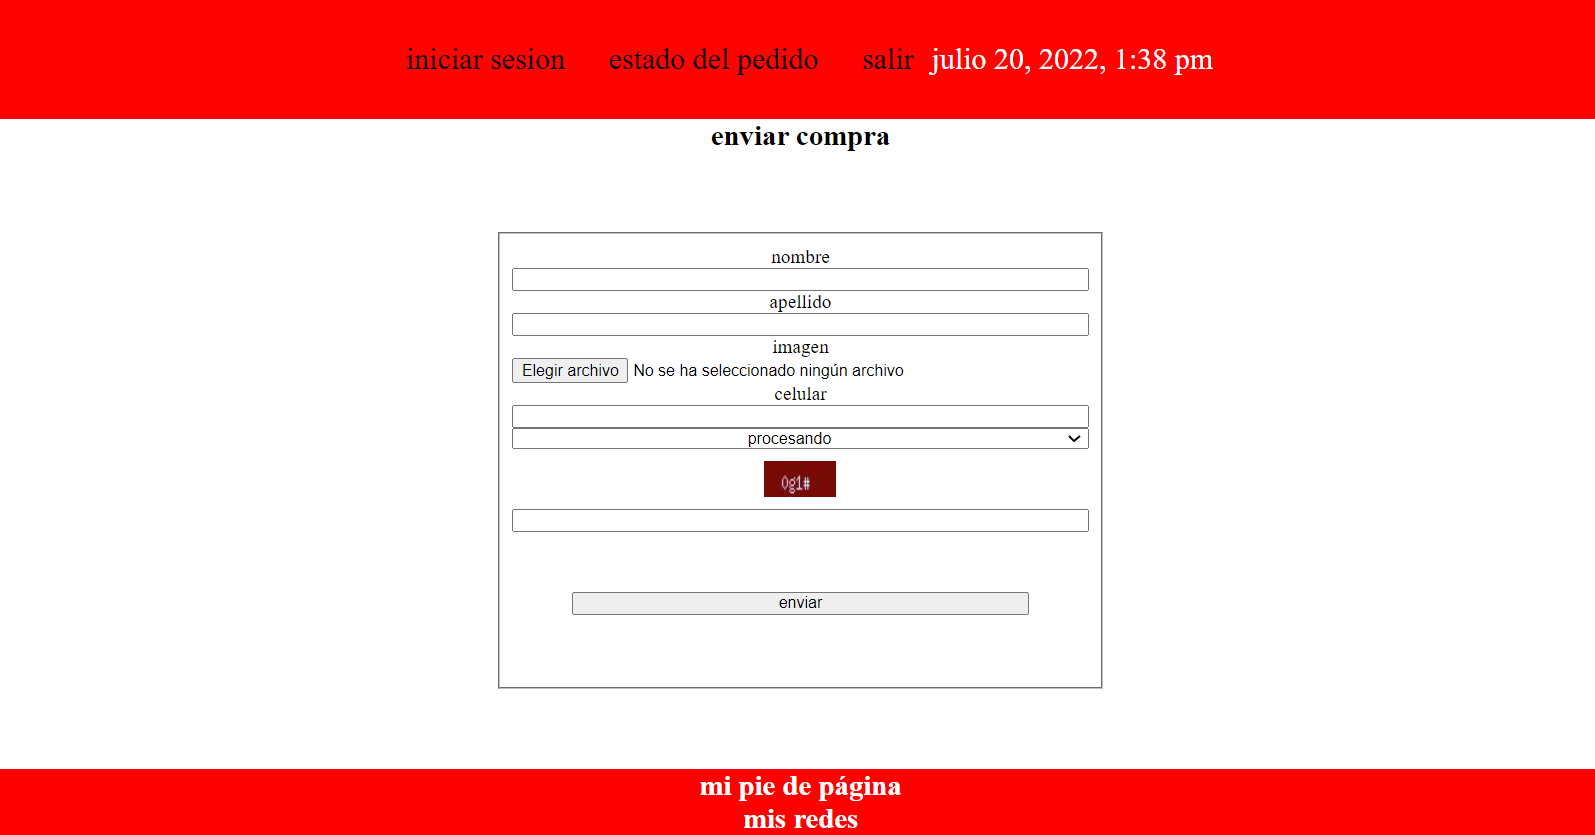 iniciar sesion estado del pedido salir julio 20, 2022, 1:38 pm
enviar compra
nombre
apellido
imagen
Elegir archivo No se ha seleccionado ningún archivo
celular
procesando
0g1#
enviar
mi pie de página
mis redes